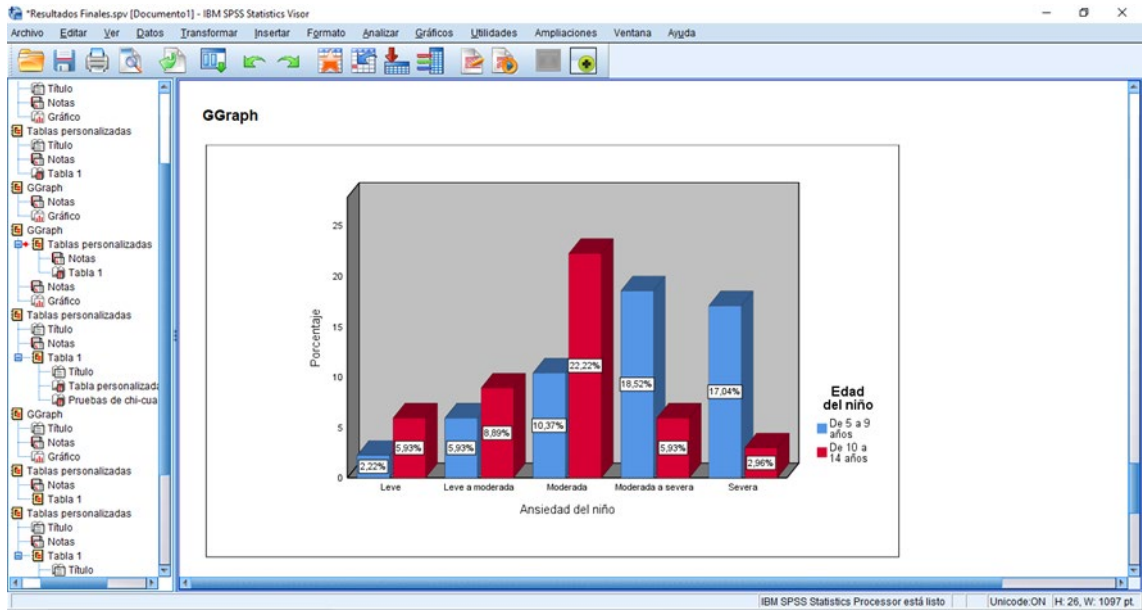 *Resultados Finales.spv [Documento1] - IBM SPSS Statistics Visor
Archivo Editar Ver Datos Transformar Insertar Formato Analizar Gráficos Utilidades Ampliaciones Ventana Ayuda
Título
Notas
Gráfico
Tablas personalizadas
Título
Notas
Tabla 1
GGraph
Notas
Gráfico
GGraph
Tablas personalizadas
Notas
Tabla 1
Notas
Gráfico
Tablas personalizadas
Título
Notas
Tabla 1
Título
Tabla personalizada
Pruebas de chi-cua
GGraph
Título
Notas
Gráfico
Tablas personalizadas
Notas
Tabla 1
Tablas personalizadas
Título
Notas
Tabla 1
Título
GGraph
Porcentaje
25
20
15
10
5
0
2,22%
5,93%
5,93%
8,89%
10,37%
22,22%
18,52%
5,93%
17,04%
2,96%
Leve
Leve a moderada
Moderada
Moderada a severa
Severa
Ansiedad del niño
Edad
del niño
De 5 a 9
años
De 10 a
14 años
IBM SPSS Statistics Processor está listo
Unicode:ON
H: 26, W: 1097 pt.